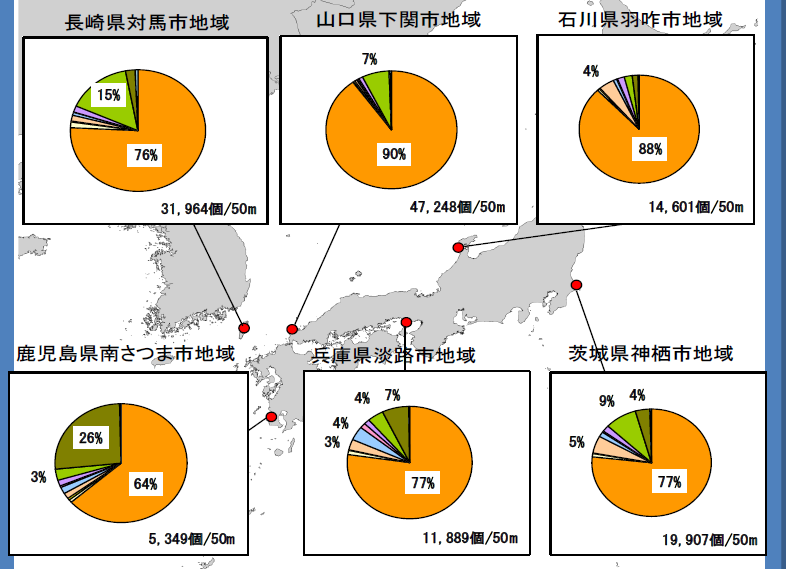 長崎県対馬市地域
15%
76%
31,964個/50m
山口県下関市地域
7%
90%
47,248個/50m
石川県羽咋市地域
4%
88%
14,601個/50m
鹿児島県南さつま市地域
26%
3%
64%
5,349個/50m
兵庫県淡路市地域
7%
4%
4%
3%
77%
11,889個/50m
茨城県神栖市地域
4%
9%
5%
77%
19,907個/50m